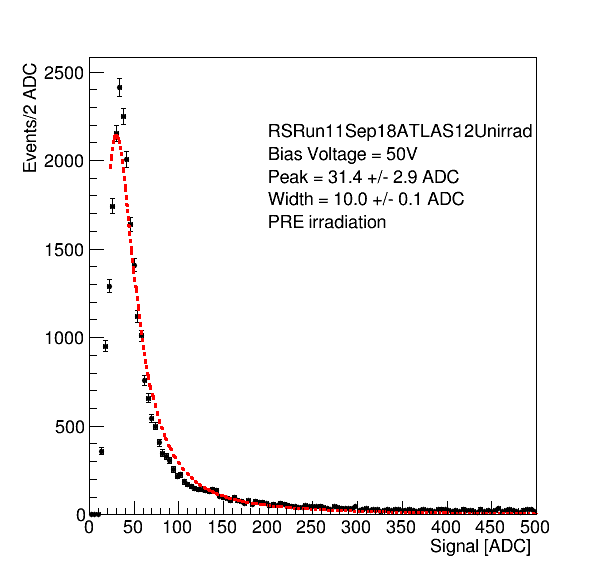 Events/2 ADC
2500
2000
1500
1000
500
0
RSRun11Sep18ATLAS12Unirrad
Bias Voltage = 50V
Peak = 31.4 +/- 2.9 ADC
Width = 10.0 +/- 0.1 ADC
PRE irradiation
0 50 100 150 200 250 300 350 400 450 500
Signal [ADC]